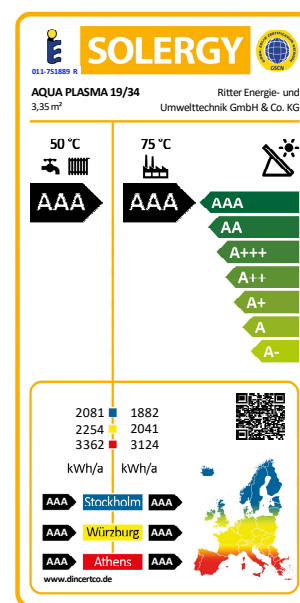 SOLERGY
011-7S1889 R
GSCN
AQUA PLASMA 19/34
Ritter Energie- und
3,35 m²
Umwelttechnik GmbH & Co. KG
50 °C
75 °C
AAA
AAA
AAA
AA
A+++
A++
A+
A
A-
2081 1882
2254 2041
3362 3124
kWh/a kWh/a
AAA Stockholm AAA
AAA Würzburg AAA
AAA Athens AAA
www.dincertco.de